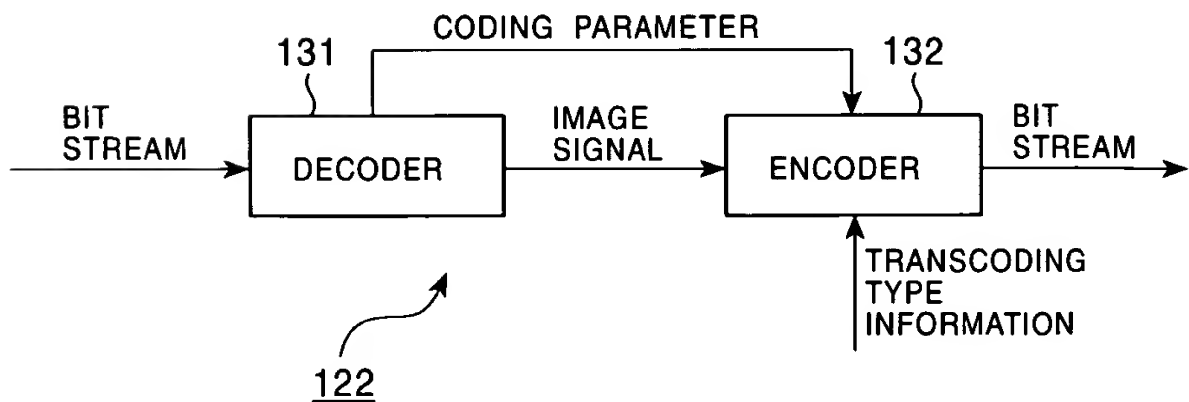 CODING PARAMETER
131
132
BIT
STREAM
DECODER
IMAGE
SIGNAL
ENCODER
BIT
STREAM
TRANSCODING
TYPE
INFORMATION
122